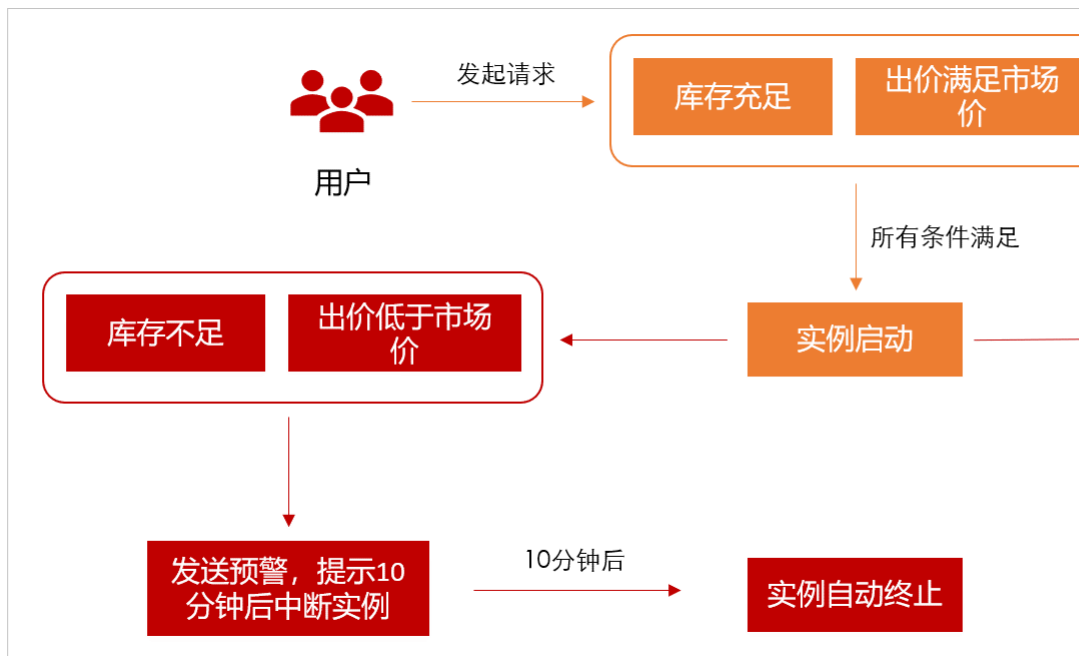 发起请求
库存充足
出价满足市场
价
用户
所有条件满足
库存不足
出价低于市场
价
实例启动
发送预警，提示10
分钟后中断实例
10分钟后
实例自动终止